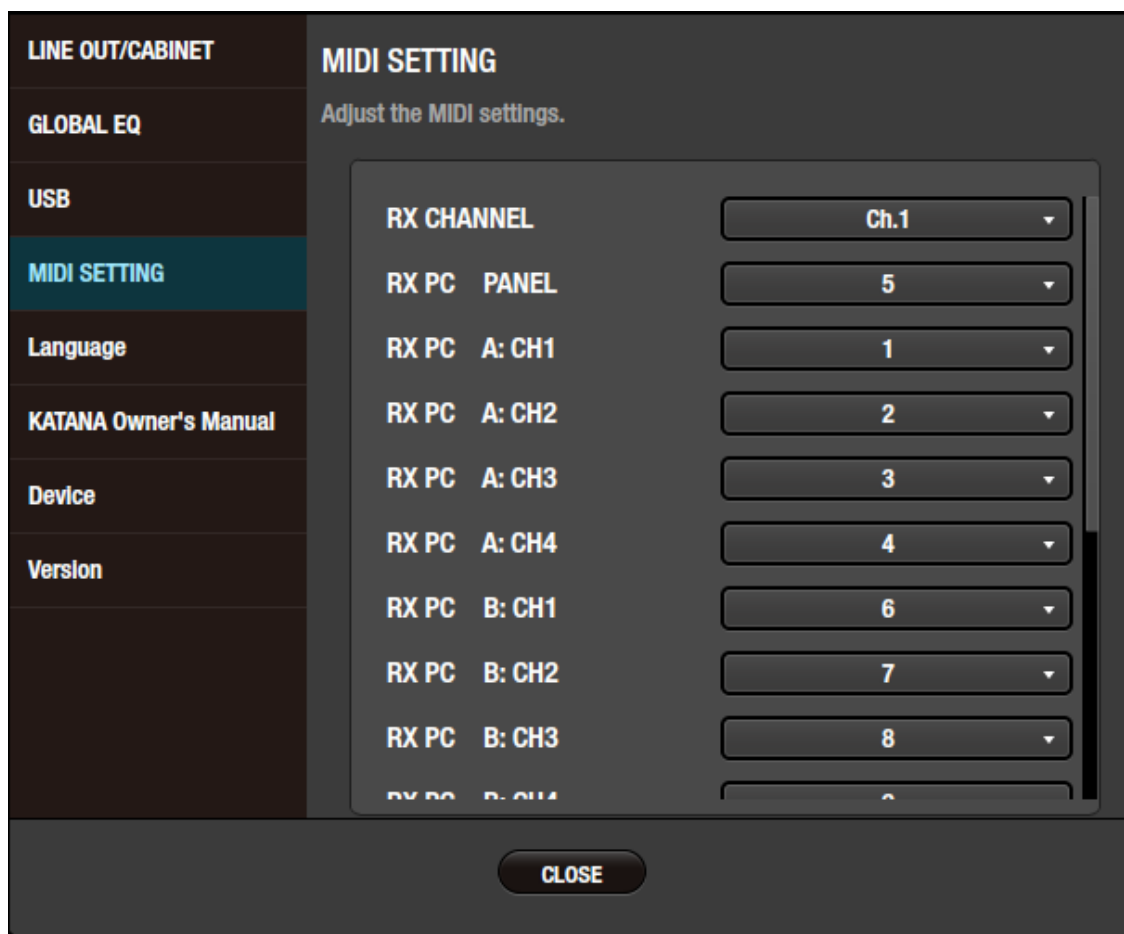 LINE OUT/CABINET
GLOBAL EQ
USB
MIDI SETTING
Language
KATANA Owner's Manual
Device
Version
MIDI SETTING
Adjust the MIDI settings.
RX CHANNEL Ch.1
RX PC PANEL 5
RX PC A: CH1 1
RX PC A: CH2 2
RX PC A: CH3 3
RX PC A: CH4 4
RX PC B: CH1 6
RX PC B: CH2 7
RX PC B: CH3 8
RX PC B: CH4
CLOSE